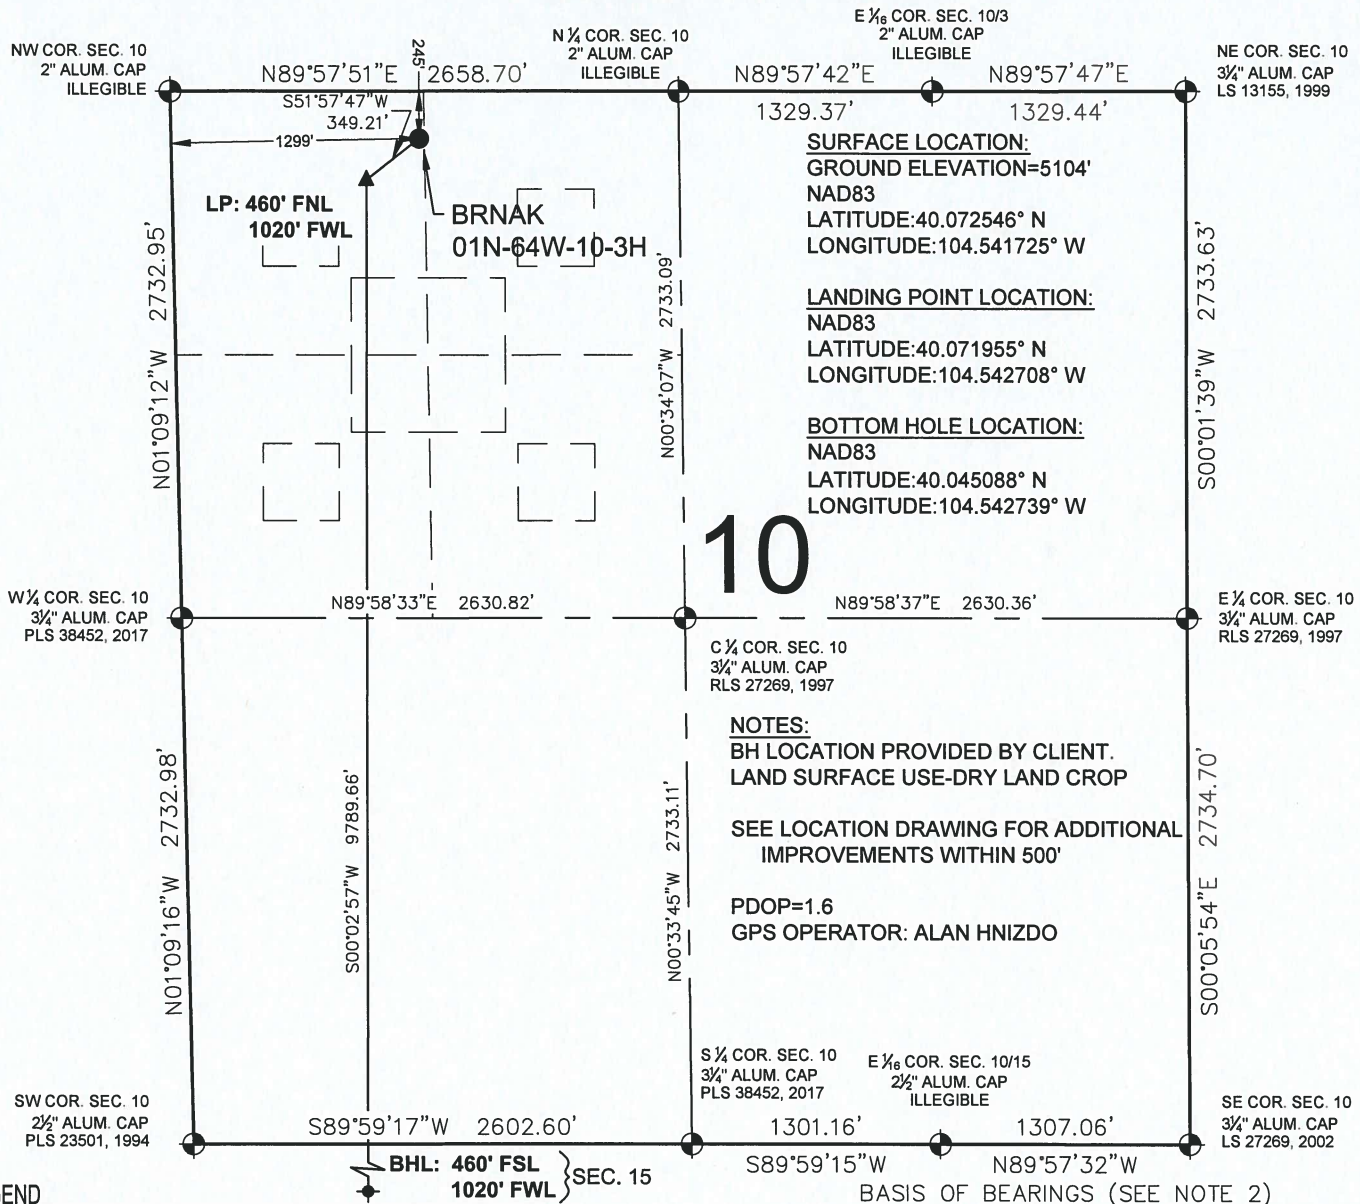 NW COR. SEC. 10
2" ALUM. CAP
ILLEGIBLE
N89°57'51"E 2658.70'
245'
N ¼ COR. SEC. 10
2" ALUM. CAP
ILLEGIBLE
E 1/16 COR. SEC. 10/3
2" ALUM. CAP
ILLEGIBLE
N89°57'42"E
1329.37'
N89°57'47"E
1329.44'
NE COR. SEC. 10
3¼" ALUM. CAP
LS 13155, 1999
S51°57'47"W
349.21'
1299'
LP: 460' FNL
1020' FWL
BRNAK
01N-64W-10-3H
SURFACE LOCATION:
GROUND ELEVATION=5104'
NAD83
LATITUDE:40.072546° N
LONGITUDE:104.541725° W
LANDING POINT LOCATION:
NAD83
LATITUDE:40.071955° N
LONGITUDE:104.542708° W
BOTTOM HOLE LOCATION:
NAD83
LATITUDE:40.045088° N
LONGITUDE:104.542739° W
N01°09'12"W 2732.95'
N00°34'07"W 2733.09'
S00°01'39"W 2733.63'
10
W ¼ COR. SEC. 10
3¼" ALUM. CAP
PLS 38452, 2017
N89°58'33"E 2630.82'
N89°58'37"E 2630.36'
E ¼ COR. SEC. 10
3¼" ALUM. CAP
RLS 27269, 1997
C ¼ COR. SEC. 10
3¼" ALUM. CAP
RLS 27269, 1997
NOTES:
BH LOCATION PROVIDED BY CLIENT.
LAND SURFACE USE-DRY LAND CROP
SEE LOCATION DRAWING FOR ADDITIONAL
IMPROVEMENTS WITHIN 500'
PDOP=1.6
GPS OPERATOR: ALAN HNIZDO
N01°09'16"W 2732.98'
S00°02'57"W 9789.66'
N00°33'45"W 2733.11'
S00°05'54"E 2734.70'
SW COR. SEC. 10
2½" ALUM. CAP
PLS 23501, 1994
S89°59'17"W 2602.60'
S ¼ COR. SEC. 10
3¼" ALUM. CAP
PLS 38452, 2017
E 1/16 COR. SEC. 10/15
2½" ALUM. CAP
ILLEGIBLE
1301.16'
S89°59'15"W
1307.06'
N89°57'32"W
SE COR. SEC. 10
3¼" ALUM. CAP
LS 27269, 2002
BHL: 460' FSL
1020' FWL
SEC. 15
BASIS OF BEARINGS (SEE NOTE 2)